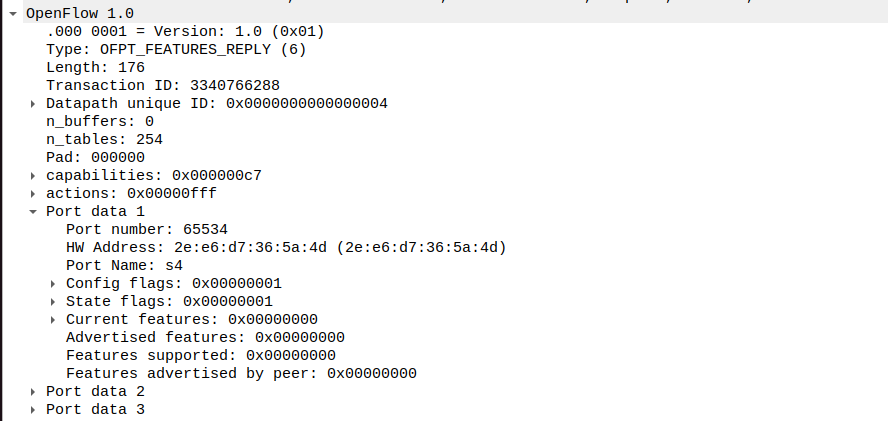 OpenFlow 1.0
.000 0001 = Version: 1.0 (0x01)
Type: OFPT_FEATURES_REPLY (6)
Length: 176
Transaction ID: 3340766288
Datapath unique ID: 0x0000000000000004
n_buffers: 0
n_tables: 254
Pad: 000000
capabilities: 0x000000c7
actions: 0x00000fff
Port data 1
Port number: 65534
HW Address: 2e:e6:d7:36:5a:4d (2e:e6:d7:36:5a:4d)
Port Name: s4
Config flags: 0x00000001
State flags: 0x00000001
Current features: 0x00000000
Advertised features: 0x00000000
Features supported: 0x00000000
Features advertised by peer: 0x00000000
Port data 2
Port data 3